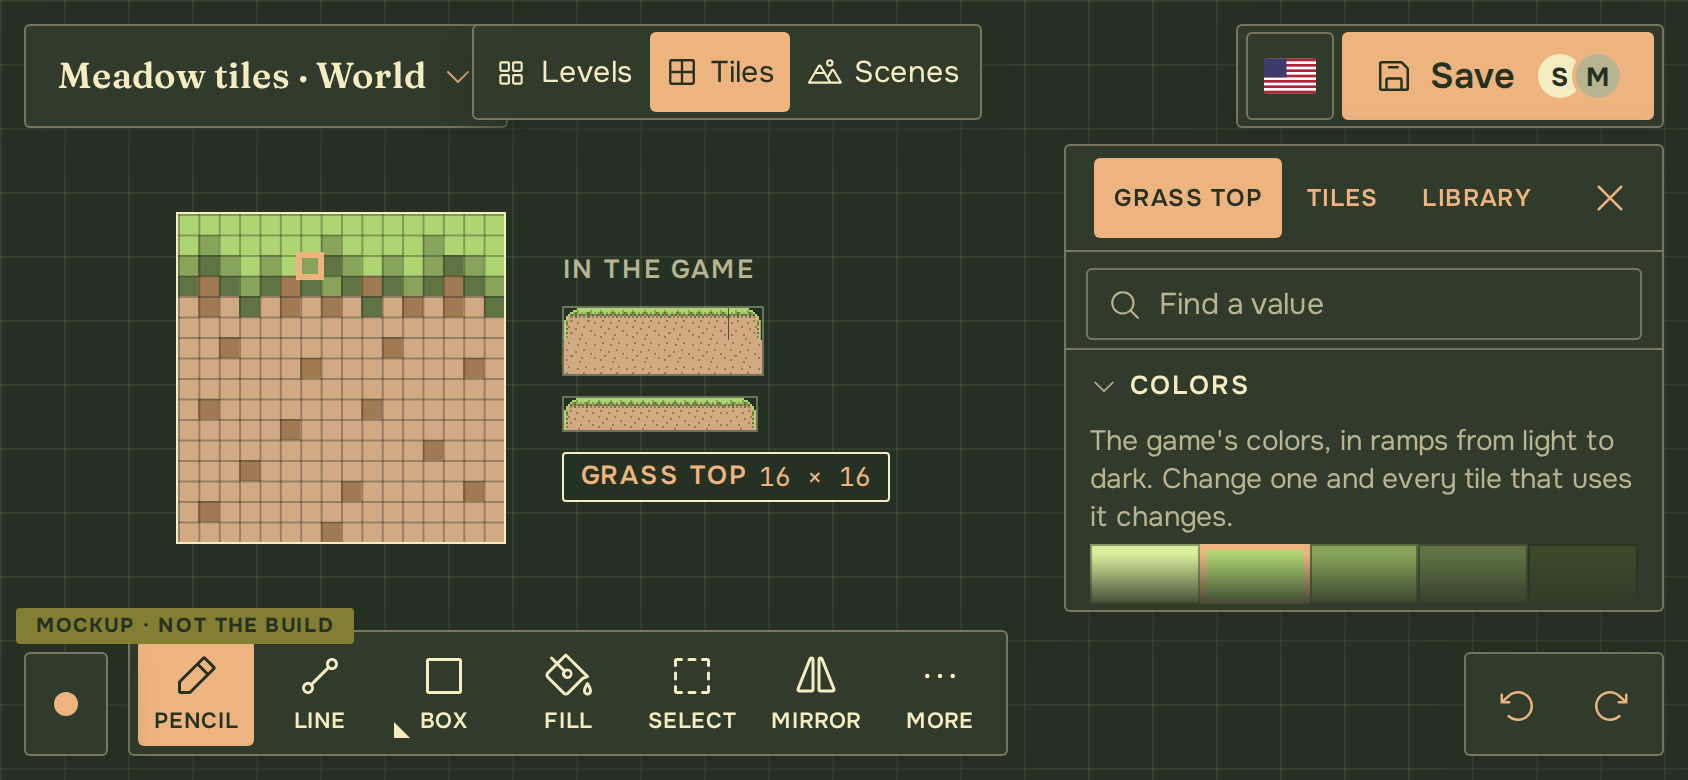 Meadow tiles · World
Levels
Tiles
Scenes
Save
S
M
GRASS TOP
TILES
LIBRARY
Find a value
COLORS
The game's colors, in ramps from light to
dark. Change one and every tile that uses
it changes.
IN THE GAME
GRASS TOP 16 × 16
MOCKUP · NOT THE BUILD
PENCIL
LINE
BOX
FILL
SELECT
MIRROR
MORE